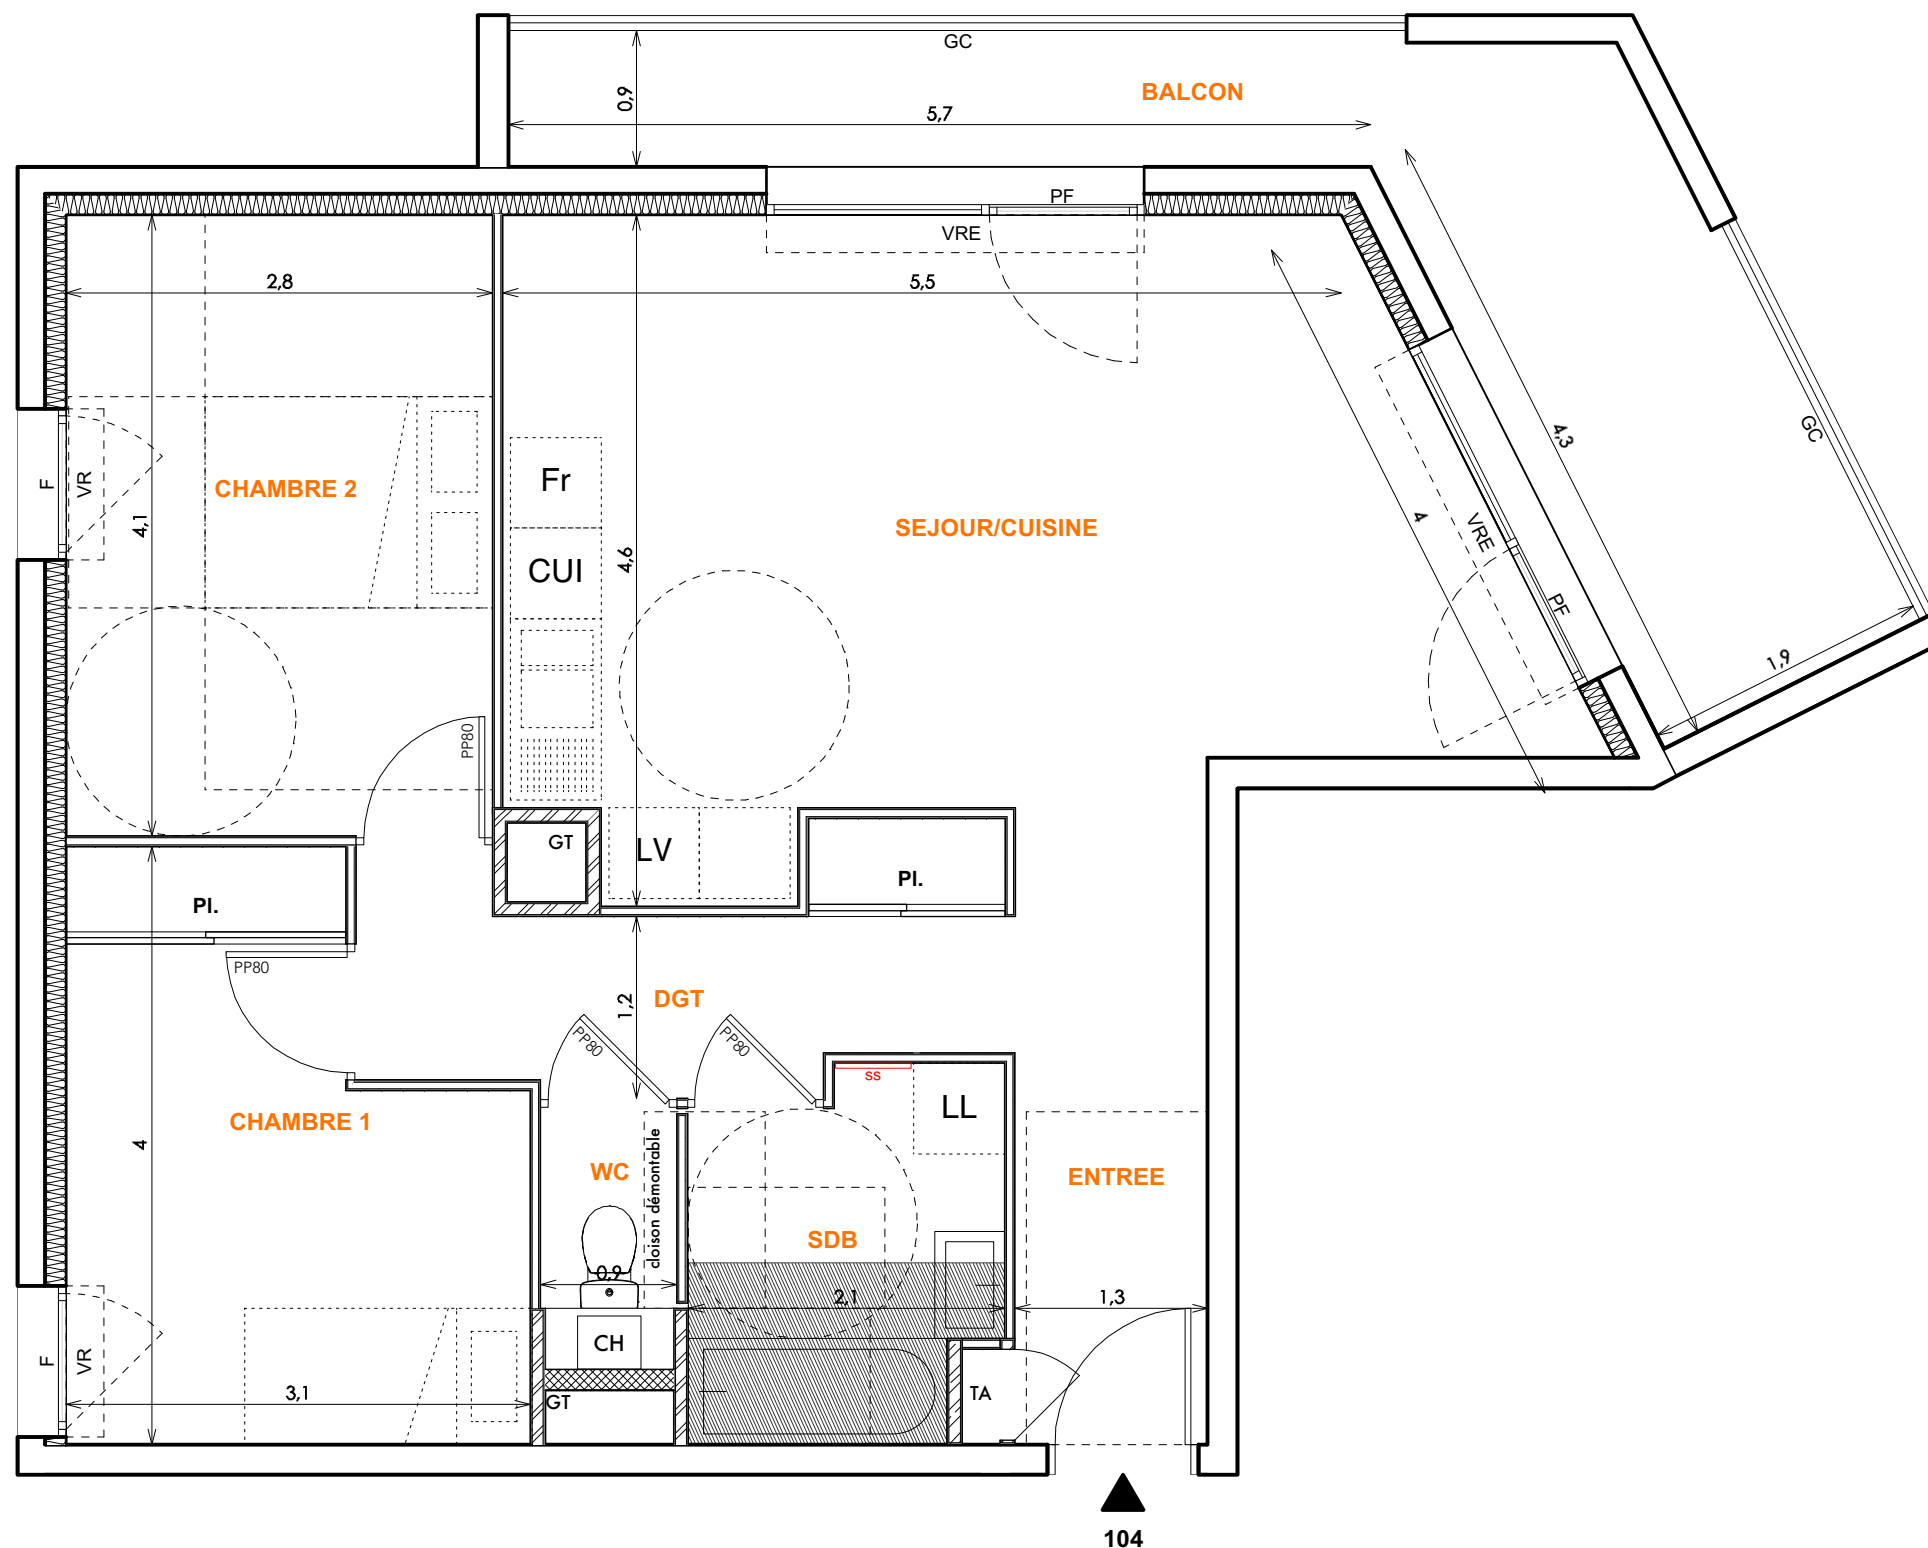 GC
BALCON
0,9
5,7
PF
VRE
2,8
5,5
4,3
GC
4
F
VR
CHAMBRE 2
4,1
Fr
CUI
4,6
SEJOUR/CUISINE
VRE
PF
1,9
PP80
GT
LV
Pl.
Pl.
PP80
1,2
DGT
PP80
PP80
ss
LL
CHAMBRE 1
4
WC
cloison démontable
ENTREE
SDB
0,9
2,1
1,3
F
VR
CH
3,1
GT
TA
104